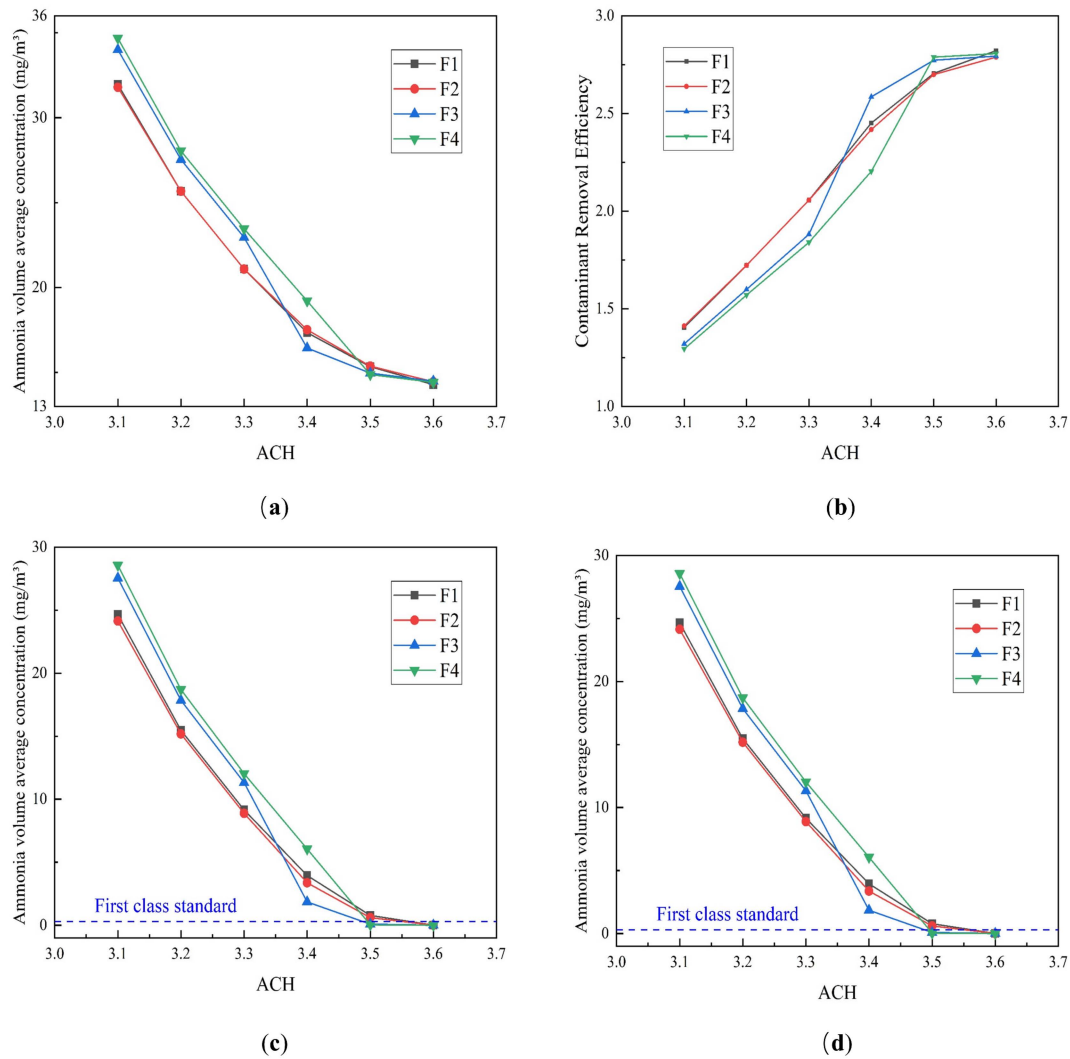 Ammonia volume average concentration (mg/m³)
36
30
20
13
F1
F2
F3
F4
3.0 3.1 3.2 3.3 3.4 3.5 3.6 3.7
ACH
(a)
Contaminant Removal Efficiency
3.0
2.5
2.0
1.5
1.0
F1
F2
F3
F4
3.0 3.1 3.2 3.3 3.4 3.5 3.6 3.7
ACH
(b)
Ammonia volume average concentration (mg/m³)
30
20
10
0
F1
F2
F3
F4
First class standard
3.0 3.1 3.2 3.3 3.4 3.5 3.6 3.7
ACH
(c)
Ammonia volume average concentration (mg/m³)
30
20
10
0
F1
F2
F3
F4
First class standard
3.0 3.1 3.2 3.3 3.4 3.5 3.6 3.7
ACH
(d)